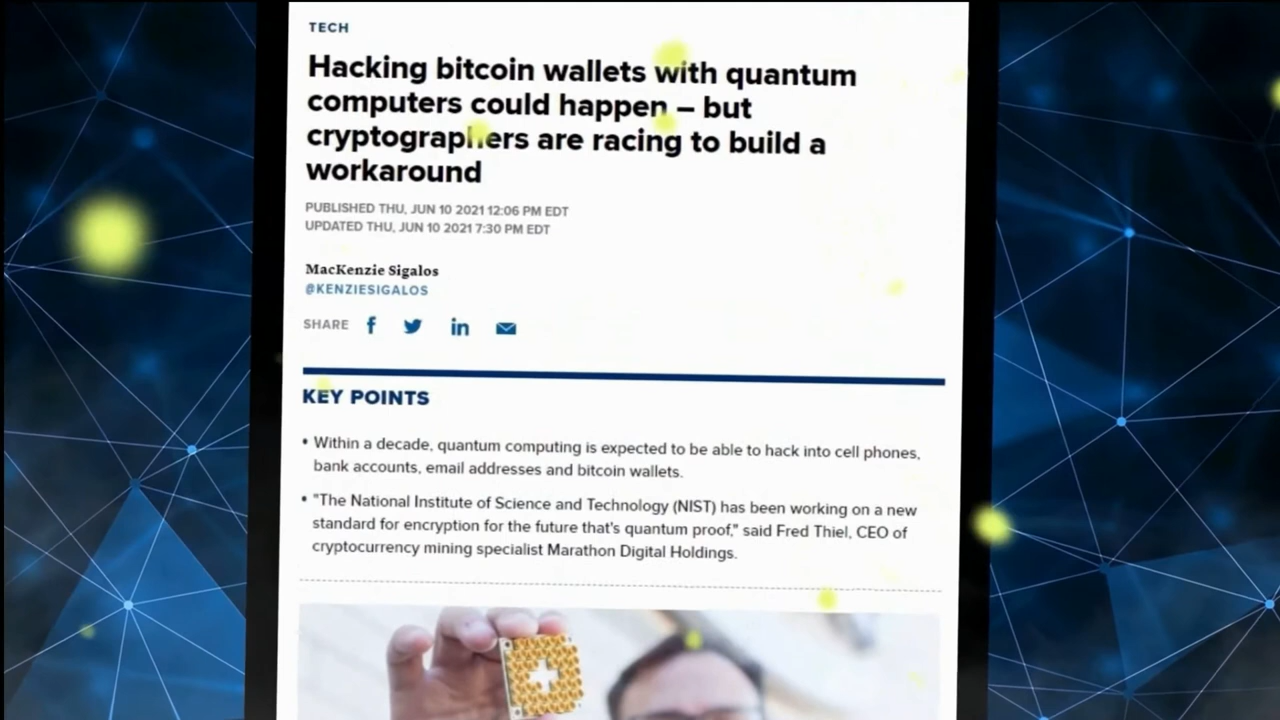 TECH
Hacking bitcoin wallets with quantum
computers could happen – but
cryptographers are racing to build a
workaround
PUBLISHED THU, JUN 10 2021 12:06 PM EDT
UPDATED THU, JUN 10 2021 7:30 PM EDT
MacKenzie Sigalos
@KENZIESIGALOS
SHARE
KEY POINTS
• Within a decade, quantum computing is expected to be able to hack into cell phones,
bank accounts, email addresses and bitcoin wallets.
• "The National Institute of Science and Technology (NIST) has been working on a new
standard for encryption for the future that's quantum proof," said Fred Thiel, CEO of
cryptocurrency mining specialist Marathon Digital Holdings.